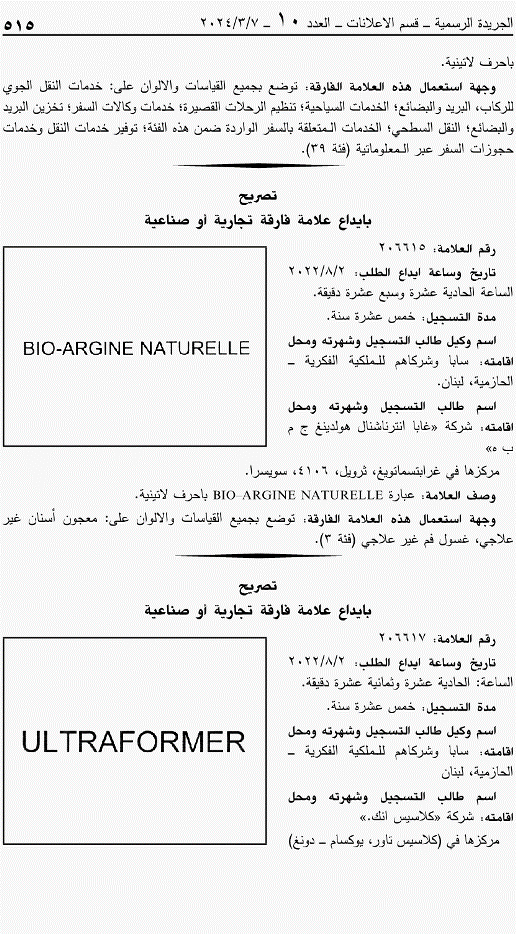 الجريدة الرسمية ـ قسم الاعلانات ـ العدد ١٠ ـ ٢٠٢٤/٣/٧
٥١٥
باحرف لاتينية.
وجهة استعمال هذه العلامة الفارقة: توضع بجميع القياسات والالوان على: خدمات النقل الجوي
للركاب، البريد والبضائع؛ الخدمات السياحية؛ تنظيم الرحلات القصيرة؛ خدمات وكالات السفر؛ تخزين البريد
والبضائع؛ النقل السطحي؛ الخدمات المتعلقة بالسفر الواردة ضمن هذه الفئة؛ توفير خدمات النقل وخدمات
حجوزات السفر عبر المعلوماتية (فئة ٣٩).
تصريح
بايداع علامة فارقة تجارية أو صناعية
رقم العلامة: ٢٠٦٦١٥
تاريخ وساعة ايداع الطلب: ٢٠٢٢/٨/٢
الساعة الحادية عشرة وسبع عشرة دقيقة.
مدة التسجيل: خمس عشرة سنة.
اسم وكيل طالب التسجيل وشهرته ومحل
اقامته: سابا وشركاهم للملكية الفكرية ـ
الحازمية، لبنان.
اسم طالب التسجيل وشهرته ومحل
اقامته: شركة «غابا انترناشنال هولدينغ ج م
ب ه»
BIO-ARGINE NATURELLE
مركزها في غرابتسماتويغ، ثرويل، ٤١٠٦، سويسرا.
وصف العلامة: عبارة BIO–ARGINE NATURELLE باحرف لاتينية.
وجهة استعمال هذه العلامة الفارقة: توضع بجميع القياسات والالوان على: معجون أسنان غير
علاجي، غسول فم غير علاجي (فئة ٣).
تصريح
بايداع علامة فارقة تجارية أو صناعية
رقم العلامة: ٢٠٦٦١٧
تاريخ وساعة ايداع الطلب: ٢٠٢٢/٨/٢
الساعة: الحادية عشرة وثمانية عشرة دقيقة.
مدة التسجيل: خمس عشرة سنة.
اسم وكيل طالب التسجيل وشهرته ومحل
اقامته: سابا وشركاهم للملكية الفكرية ـ
الحازمية، لبنان
اسم طالب التسجيل وشهرته ومحل
اقامته: شركة «كلاسيس انك.»
مركزها في (كلاسيس تاور، يوكسام ـ دونغ)
ULTRAFORMER